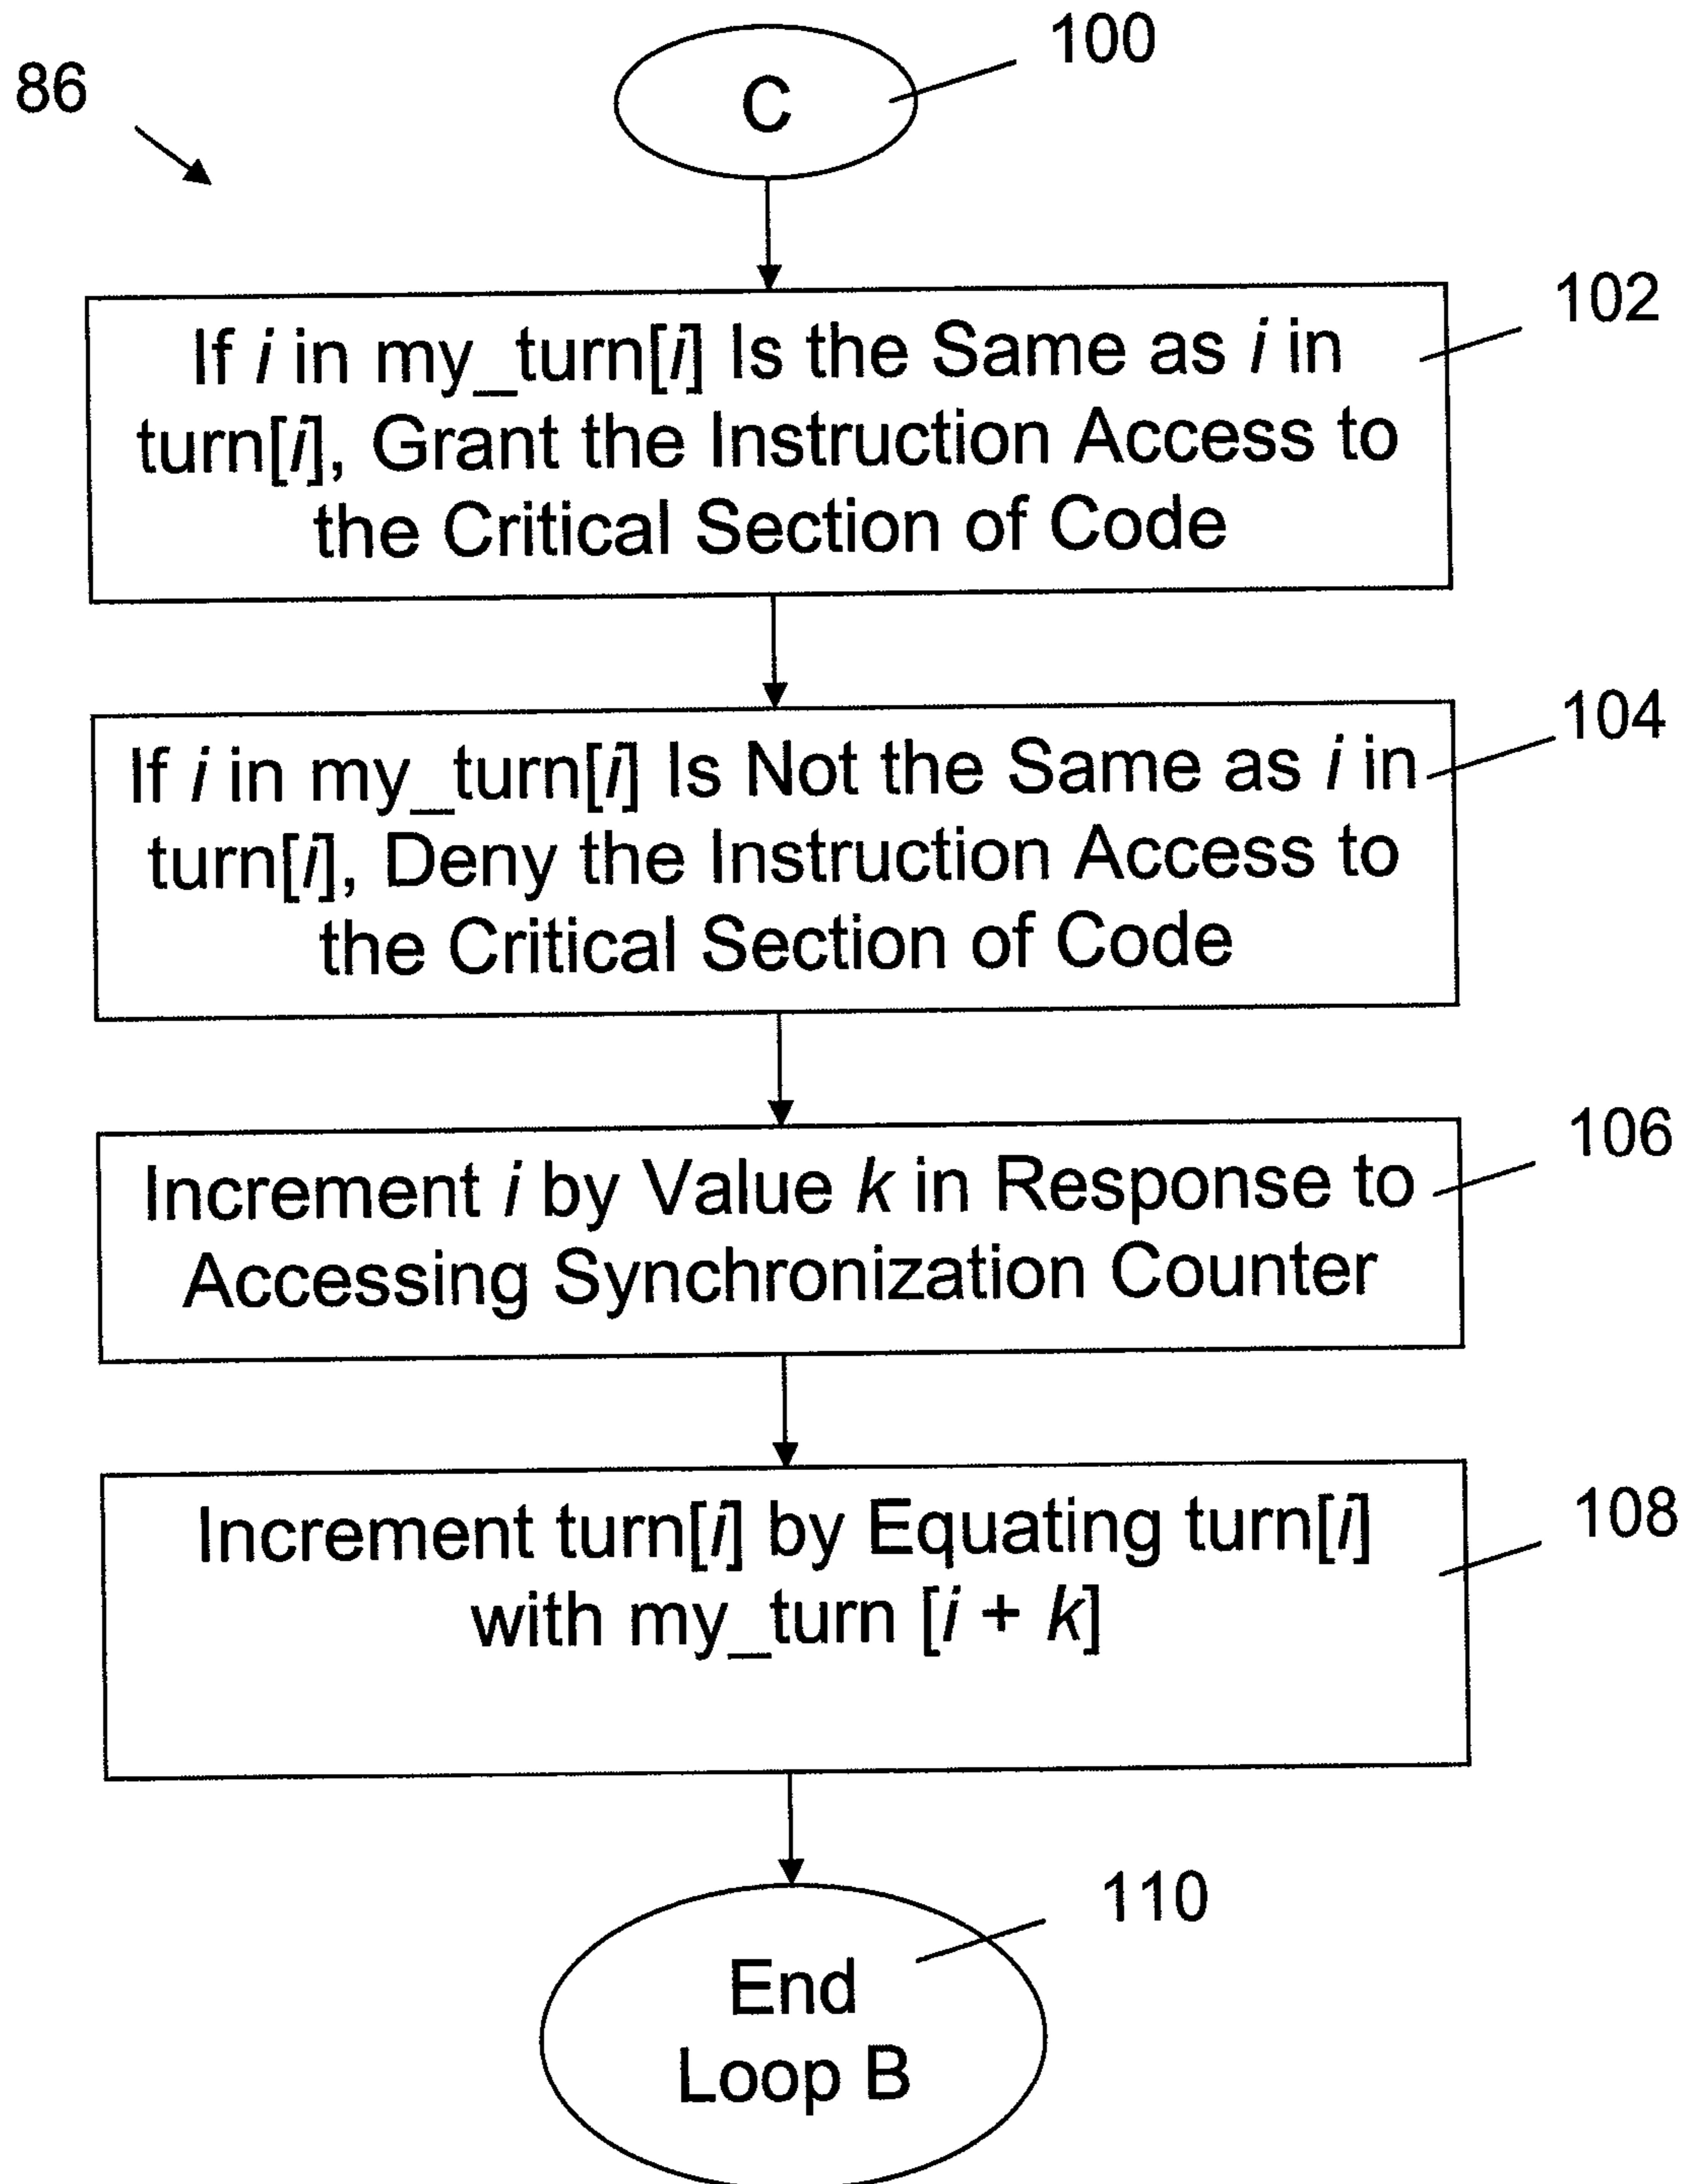 86
C
100
If i in my_turn[i] Is the Same as i in
turn[i], Grant the Instruction Access to
the Critical Section of Code
102
If i in my_turn[i] Is Not the Same as i in
turn[i], Deny the Instruction Access to
the Critical Section of Code
104
Increment i by Value k in Response to
Accessing Synchronization Counter
106
Increment turn[i] by Equating turn[i]
with my_turn [i + k]
108
End
Loop B
110